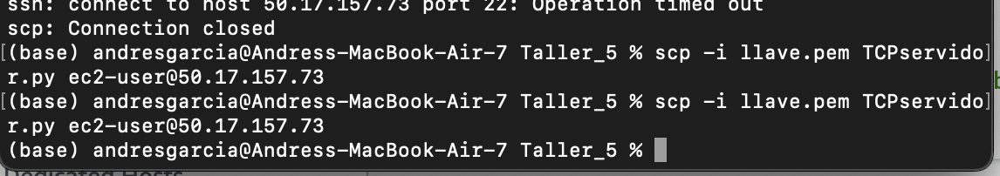 ssh: connect to host 50.17.157.73 port 22: Operation timed out
scp: Connection closed
[(base) andresgarcia@Andress-MacBook-Air-7 Taller_5 % scp -i llave.pem TCPservido]
r.py ec2-user@50.17.157.73
[(base) andresgarcia@Andress-MacBook-Air-7 Taller_5 % scp -i llave.pem TCPservido]
r.py ec2-user@50.17.157.73
(base) andresgarcia@Andress-MacBook-Air-7 Taller_5 %
Dedicated Hosts